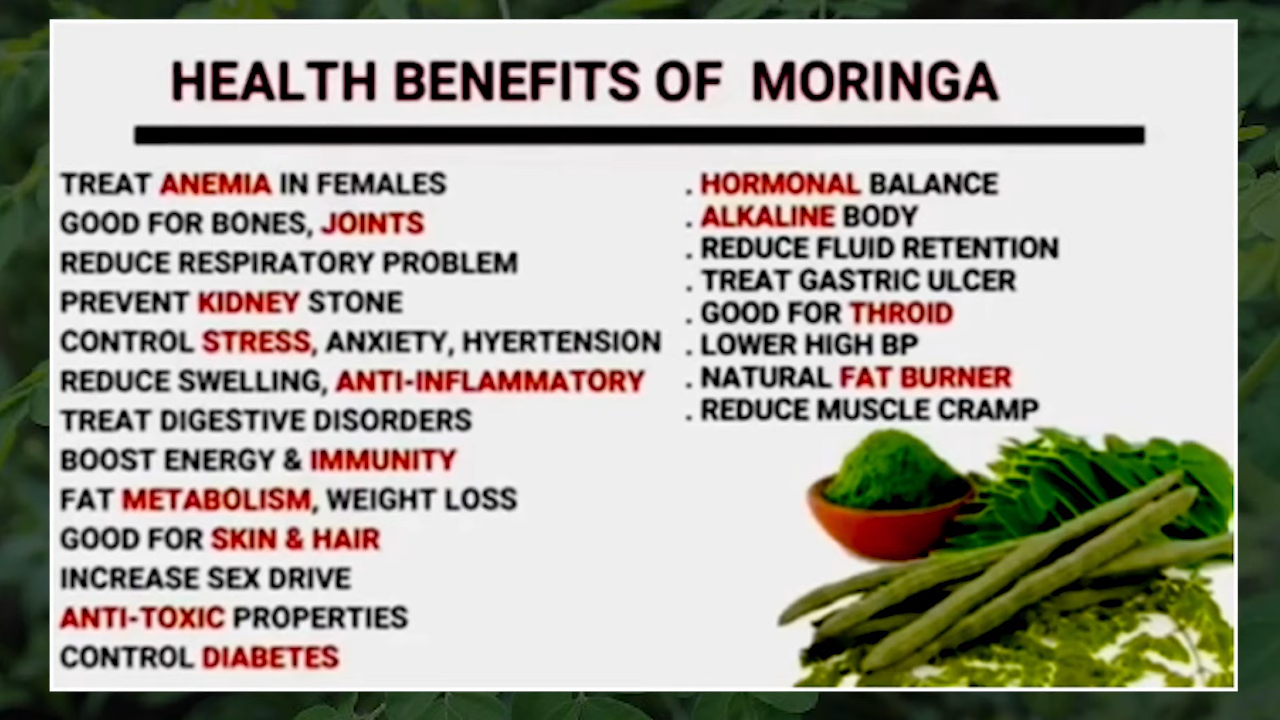 HEALTH BENEFITS OF MORINGA
TREAT ANEMIA IN FEMALES
GOOD FOR BONES, JOINTS
REDUCE RESPIRATORY PROBLEM
PREVENT KIDNEY STONE
CONTROL STRESS, ANXIETY, HYERTENSION
REDUCE SWELLING, ANTI-INFLAMMATORY
TREAT DIGESTIVE DISORDERS
BOOST ENERGY & IMMUNITY
FAT METABOLISM, WEIGHT LOSS
GOOD FOR SKIN & HAIR
INCREASE SEX DRIVE
ANTI-TOXIC PROPERTIES
CONTROL DIABETES
. HORMONAL BALANCE
. ALKALINE BODY
. REDUCE FLUID RETENTION
. TREAT GASTRIC ULCER
. GOOD FOR THROID
. LOWER HIGH BP
. NATURAL FAT BURNER
. REDUCE MUSCLE CRAMP